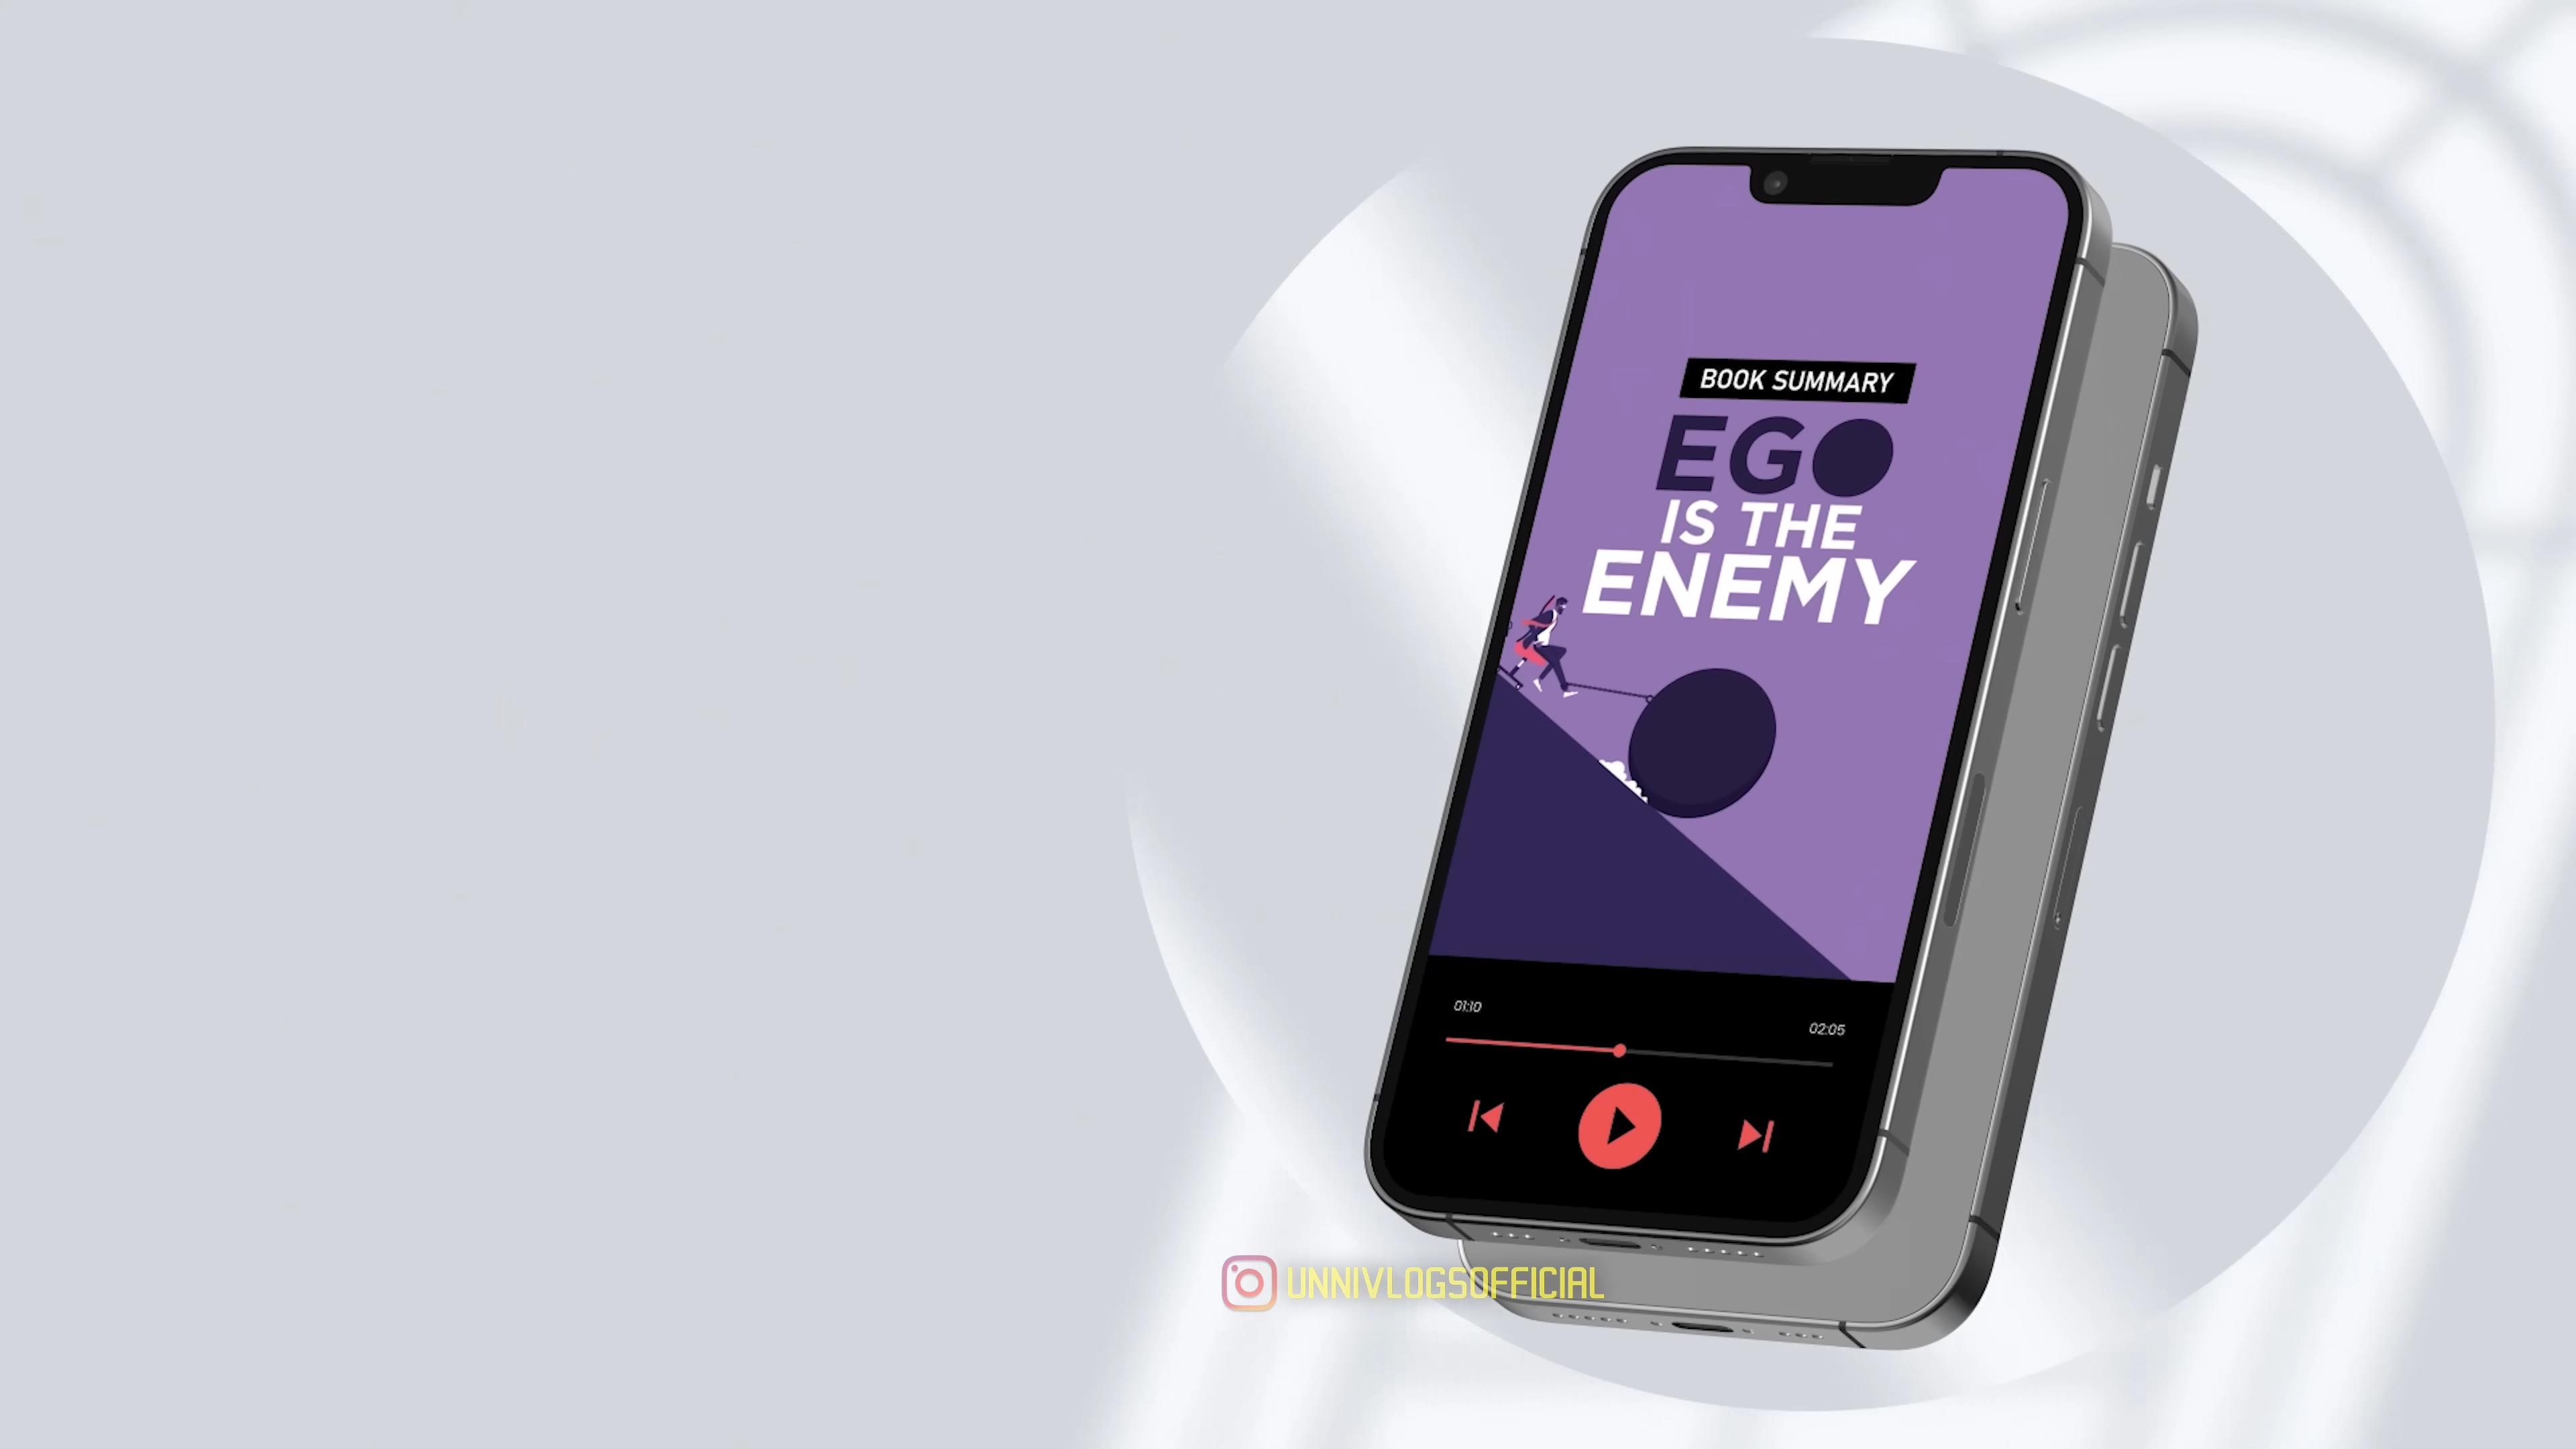 BOOK SUMMARY
EGO
IS THE
ENEMY
01:10
02:05
UNNIVLOGSOFFICIAL